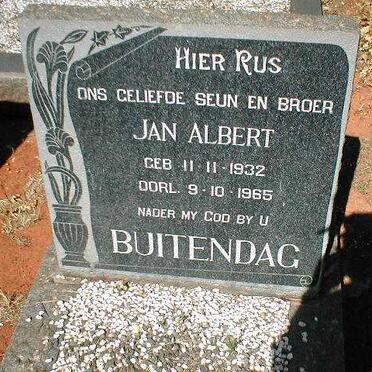 HIER RUS
ONS GELIEFDE SEUN EN BROER
JAN ALBERT
GEB 11-11-1932
OORL. 9-10-1965
NADER MY GOD BY U
BUITENDAG